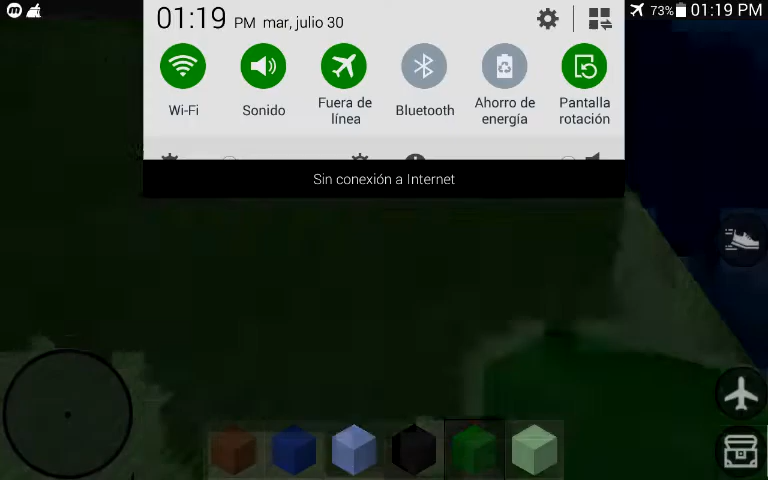 01:19 PM mar, julio 30
73% 01:19 PM
Wi-Fi
Sonido
Fuera de
línea
Bluetooth
Ahorro de
energía
Pantalla
rotación
Sin conexión a Internet